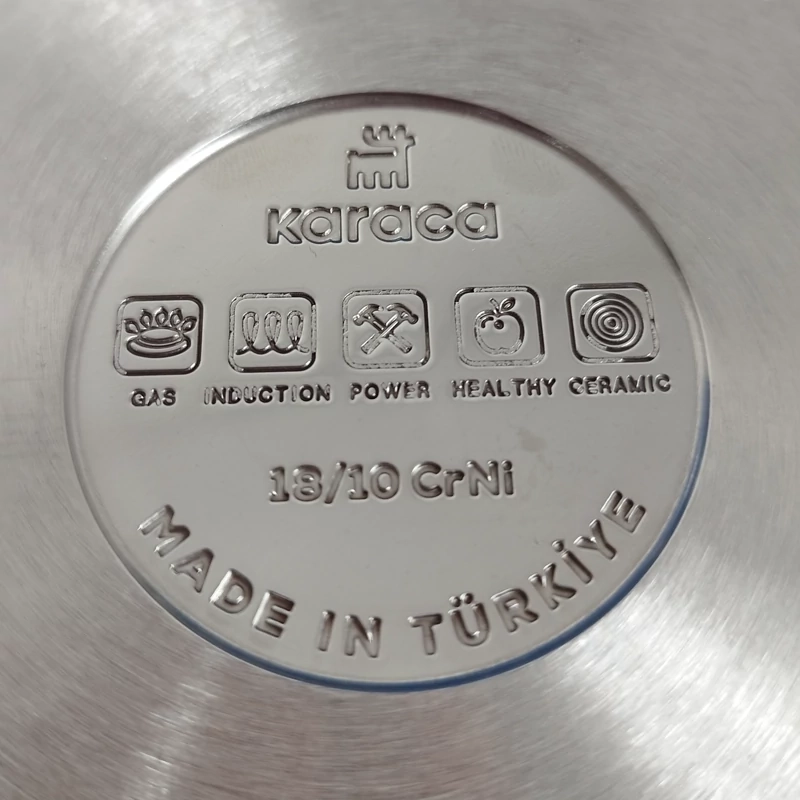 karaca
GAS INDUCTION POWER HEALTHY CERAMIC
18/10 CrNi
MADE IN TÜRKİYE